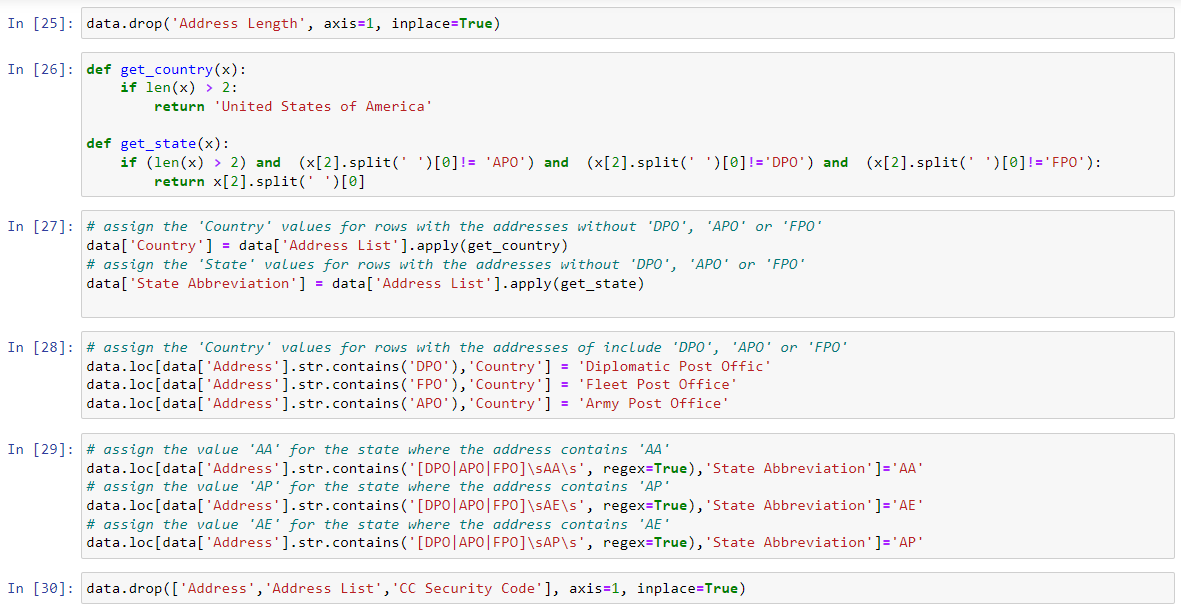 In [25]: data.drop('Address Length', axis=1, inplace=True)
In [26]: def get_country(x):
    if len(x) > 2:
        return 'United States of America'
def get_state(x):
    if (len(x) > 2) and  (x[2].split(' ')[0]!= 'APO') and  (x[2].split(' ')[0]!='DPO') and  (x[2].split(' ')[0]!='FPO'):
        return x[2].split(' ')[0]
In [27]: # assign the 'Country' values for rows with the addresses without 'DPO', 'APO' or 'FPO'
data['Country'] = data['Address List'].apply(get_country)
# assign the 'State' values for rows with the addresses without 'DPO', 'APO' or 'FPO'
data['State Abbreviation'] = data['Address List'].apply(get_state)
In [28]: # assign the 'Country' values for rows with the addresses of include 'DPO', 'APO' or 'FPO'
data.loc[data['Address'].str.contains('DPO'),'Country'] = 'Diplomatic Post Offic'
data.loc[data['Address'].str.contains('FPO'),'Country'] = 'Fleet Post Office'
data.loc[data['Address'].str.contains('APO'),'Country'] = 'Army Post Office'
In [29]: # assign the value 'AA' for the state where the address contains 'AA'
data.loc[data['Address'].str.contains('[DPO|APO|FPO]\sAA\s', regex=True),'State Abbreviation']='AA'
# assign the value 'AP' for the state where the address contains 'AP'
data.loc[data['Address'].str.contains('[DPO|APO|FPO]\sAE\s', regex=True),'State Abbreviation']='AE'
# assign the value 'AE' for the state where the address contains 'AE'
data.loc[data['Address'].str.contains('[DPO|APO|FPO]\sAP\s', regex=True),'State Abbreviation']='AP'
In [30]: data.drop(['Address','Address List','CC Security Code'], axis=1, inplace=True)